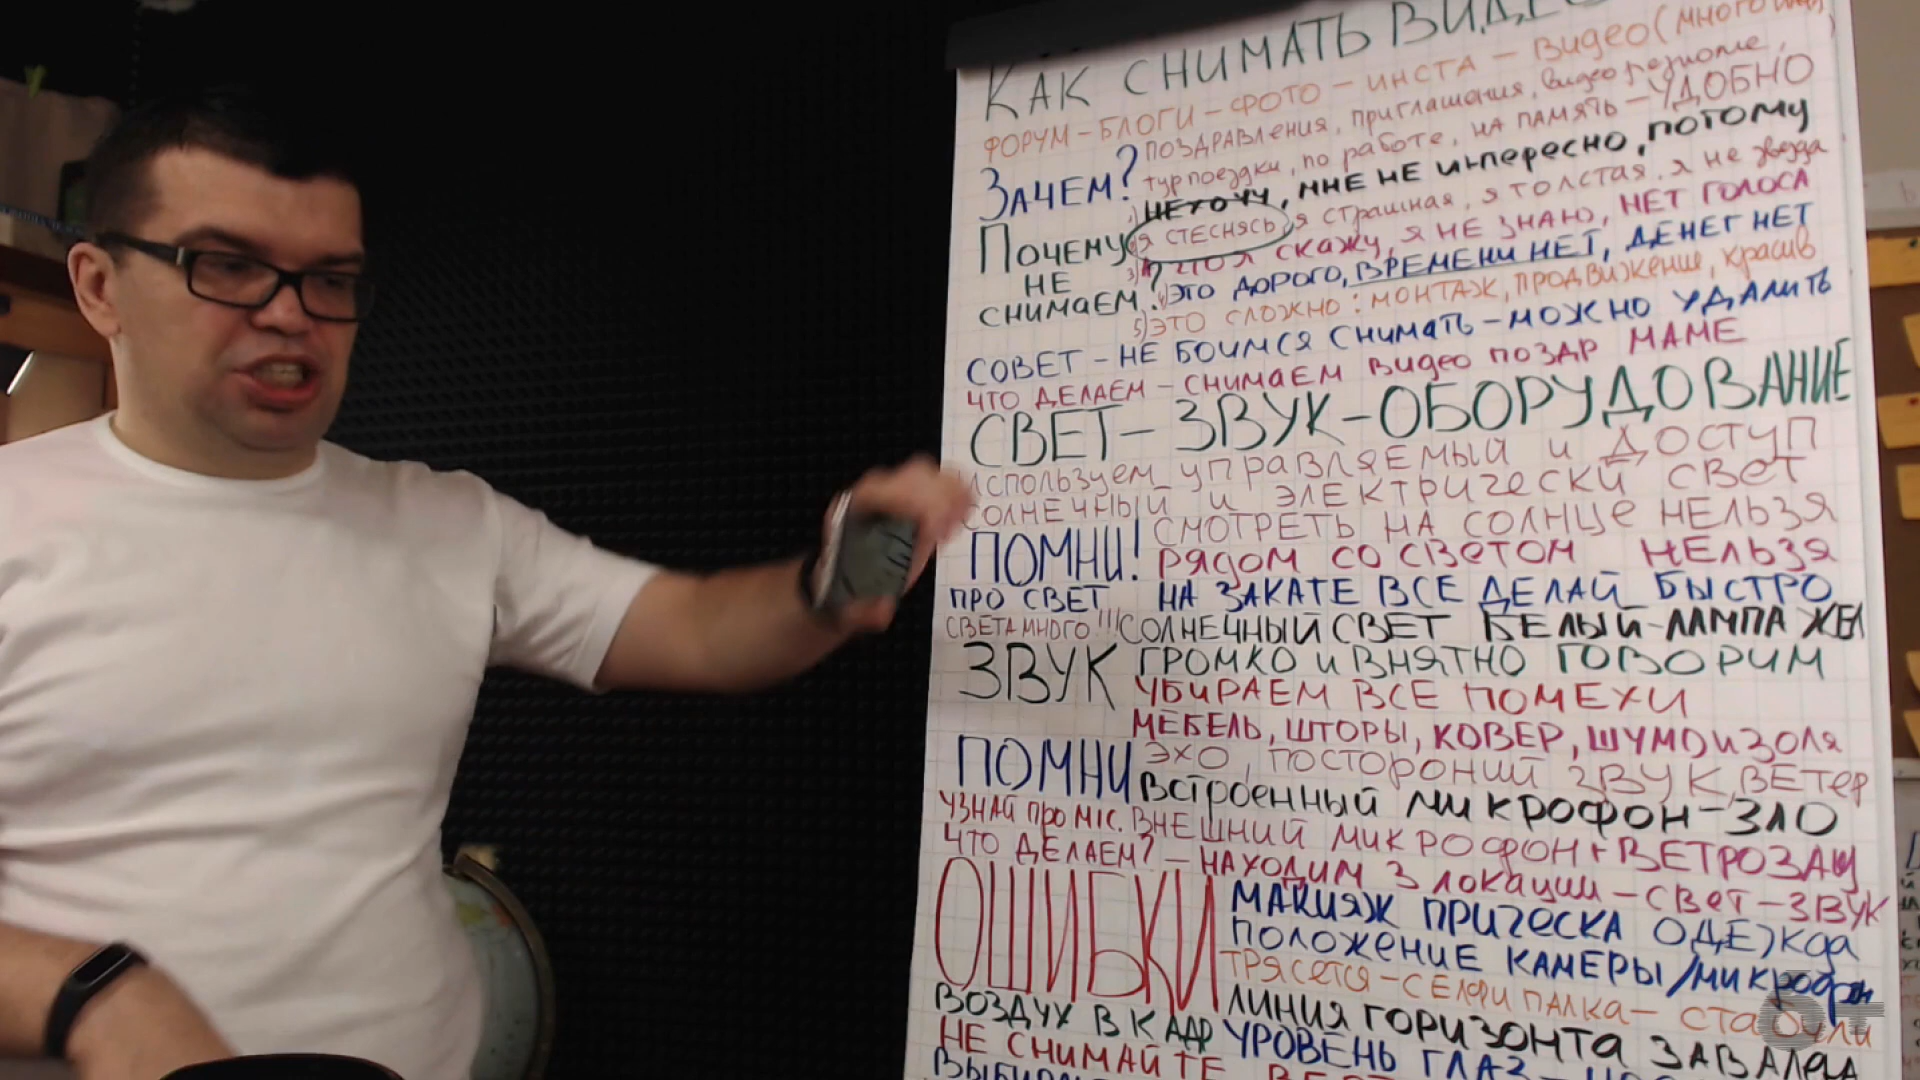 КАК СНИМАТЬ ВИДЕ
ФОРУМ - БЛОГИ - ФОТО - ИНСТА - ВИДЕО (МНОГО
ЗАЧЕМ? ПОЗДРАВЛЕНИЯ, ПРИГЛАШЕНИЯ, Видео резюме,
турпоездки, по работе, НА ПАМЯТЬ - УДОБНО
ПОЧЕМУ НЕ СНИМАЕМ?
1) НЕ ХОЧУ, МНЕ НЕ ИНТЕРЕСНО, ПОТОМУ
Я СТЕСНЯСЬ, Я СТРАШНАЯ, Я ТОЛСТАЯ, Я НЕ ЗВЕЗДА
3) ЧТО Я СКАЖУ, Я НЕ ЗНАЮ, НЕТ ГОЛОСА
ЭТО ДОРОГО, ВРЕМЕНИ НЕТ, ДЕНЕГ НЕТ
5) ЭТО СЛОЖНО: МОНТАЖ, ПРОДВИЖЕНИЕ, КРАСИВ
СОВЕТ - НЕ БОИМСЯ СНИМАТЬ - МОЖНО УДАЛИТЬ
ЧТО ДЕЛАЕМ - СНИМАЕМ ВИДЕО ПОЗДР МАМЕ
СВЕТ - ЗВУК - ОБОРУДОВАНИЕ
используем управляемый и ДОСТУП
СОЛНЕЧНЫЙ И ЭЛЕКТРИЧЕСКИЙ СВЕТ
ПОМНИ! СМОТРЕТЬ НА СОЛНЦЕ НЕЛЬЗЯ
РЯДОМ СО СВЕТОМ НЕЛЬЗЯ
ПРО СВЕТ НА ЗАКАТЕ ВСЕ ДЕЛАЙ БЫСТРО
СВЕТА МНОГО!!! СОЛНЕЧНЫЙ СВЕТ БЕЛЫЙ - ЛАМПА ЖЕЛ
ЗВУК ГРОМКО И ВНЯТНО ГОВОРИМ
УБИРАЕМ ВСЕ ПОМЕХИ
МЕБЕЛЬ, ШТОРЫ, КОВЕР, ШУМОИЗОЛЯ
ПОМНИ ЭХО, ПОСТОРОНИЙ ЗВУК, ВЕТЕР
Встроенный микрофон - ЗЛО
УЗНАЙ ПРО MIC. ВНЕШНИЙ МИКРОФОН + ВЕТРОЗАЩ
ЧТО ДЕЛАЕМ? - НАХОДИМ 3 ЛОКАЦИИ - СВЕТ - ЗВУК
ОШИБКИ МАКИЯЖ ПРИЧЕСКА ОДЕЖДА
ПОЛОЖЕНИЕ КАМЕРЫ / МИКРОФОН
ТРЯСЕТСЯ - СЕЛФИ ПАЛКА - СТАБИЛИ
ЛИНИЯ ГОРИЗОНТА ЗАВАЛЕНА
ВОЗДУХ В КАДР УРОВЕНЬ ГЛАЗ
НЕ СНИМАЙТЕ